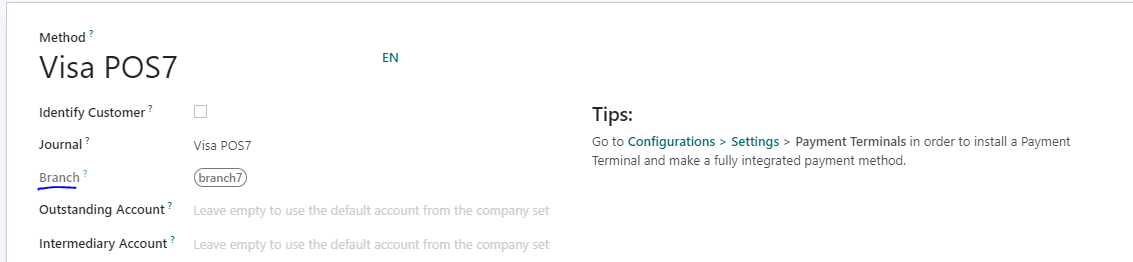 Method ?
Visa POS7
EN
Identify Customer ?
Journal ? Visa POS7
Branch ? branch7
Outstanding Account ? Leave empty to use the default account from the company set
Intermediary Account ? Leave empty to use the default account from the company set
Tips:
Go to Configurations > Settings > Payment Terminals in order to install a Payment
Terminal and make a fully integrated payment method.